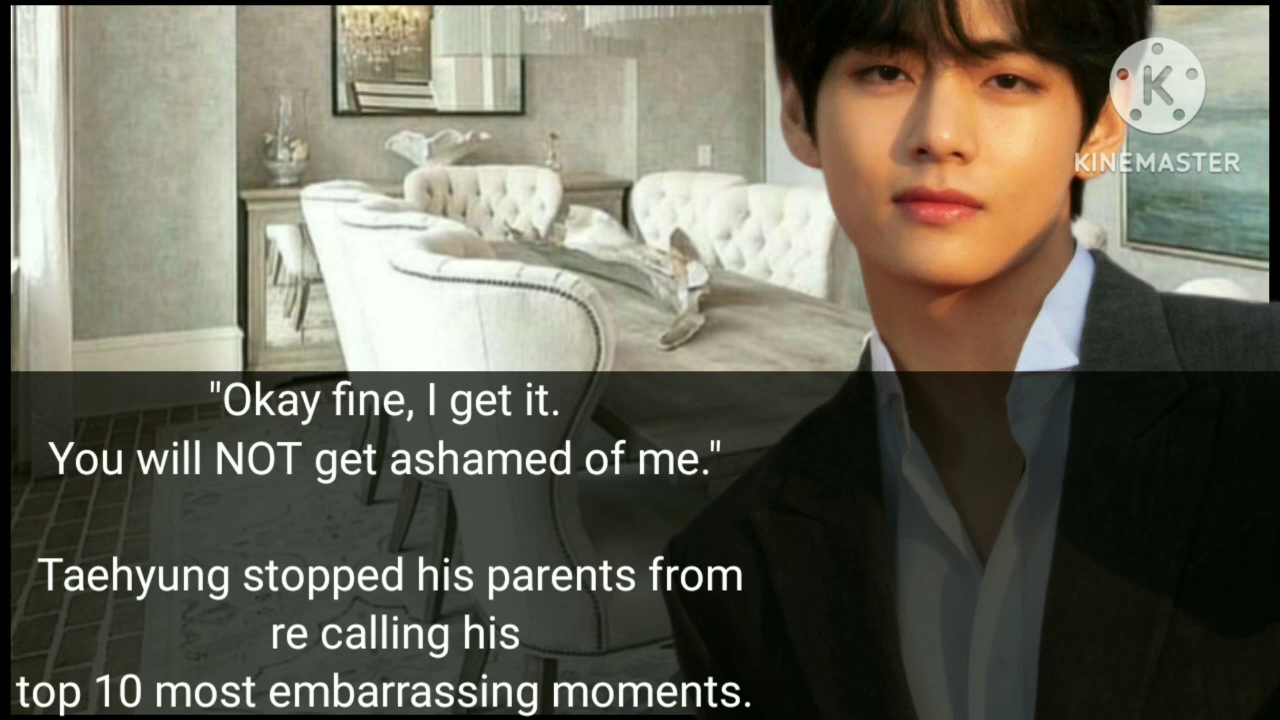 K
KINEMASTER
"Okay fine, I get it.
You will NOT get ashamed of me."
Taehyung stopped his parents from
re calling his
top 10 most embarrassing moments.